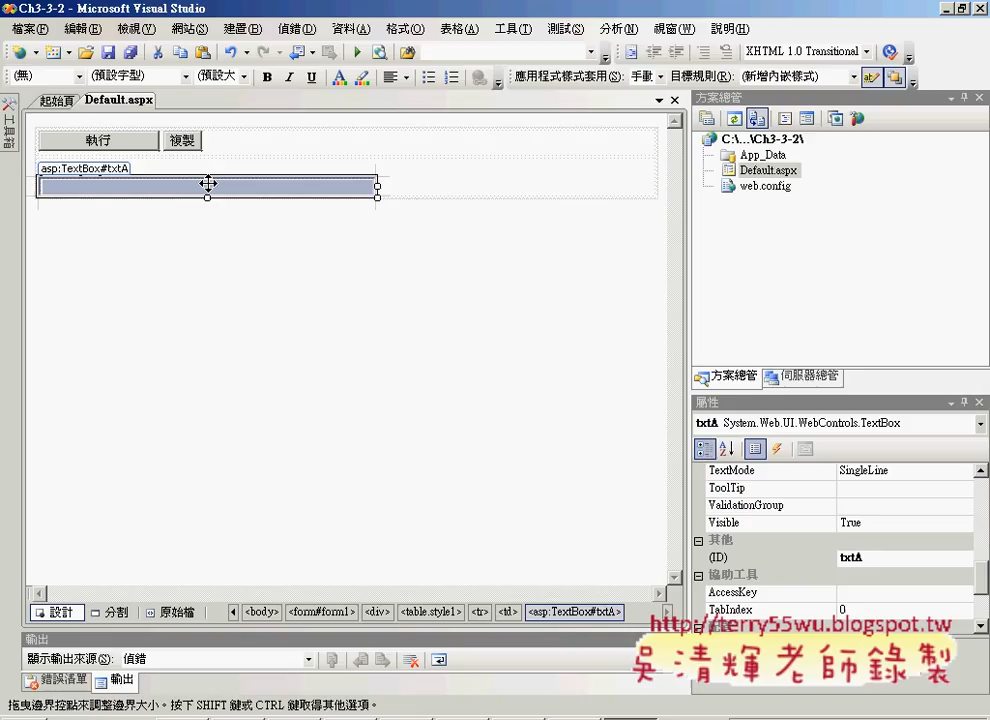 Ch3-3-2 - Microsoft Visual Studio
檔案(F) 編輯(E) 檢視(V) 網站(S) 建置(B) 偵錯(D) 資料(A) 格式(O) 表格(A) 工具(T) 測試(S) 分析(N) 視窗(W) 說明(H)
XHTML 1.0 Transitional
(無) (預設字型) (預設大 B I U 應用程式樣式套用(S): 手動 目標規則(R): (新增內嵌樣式)
工具箱
起始頁 Default.aspx
方案總管
執行 複製
C:\...\Ch3-3-2\
App_Data
Default.aspx
web.config
asp:TextBox#txtA
方案總管 伺服器總管
屬性
txtA System.Web.UI.WebControls.TextBox
TextMode SingleLine
ToolTip
ValidationGroup
Visible True
其他
(ID) txtA
協助工具
AccessKey
TabIndex 0
設計 分割 原始檔 <body> <form#form1> <div> <table.style1> <tr> <td> <asp:TextBox#txtA>
http://terry55wu.blogspot.tw
吳清輝老師錄製
輸出
顯示輸出來源(S): 偵錯
錯誤清單 輸出
拖曳邊界控點來調整邊界大小。按下 SHIFT 鍵或 CTRL 鍵取得其他選項。